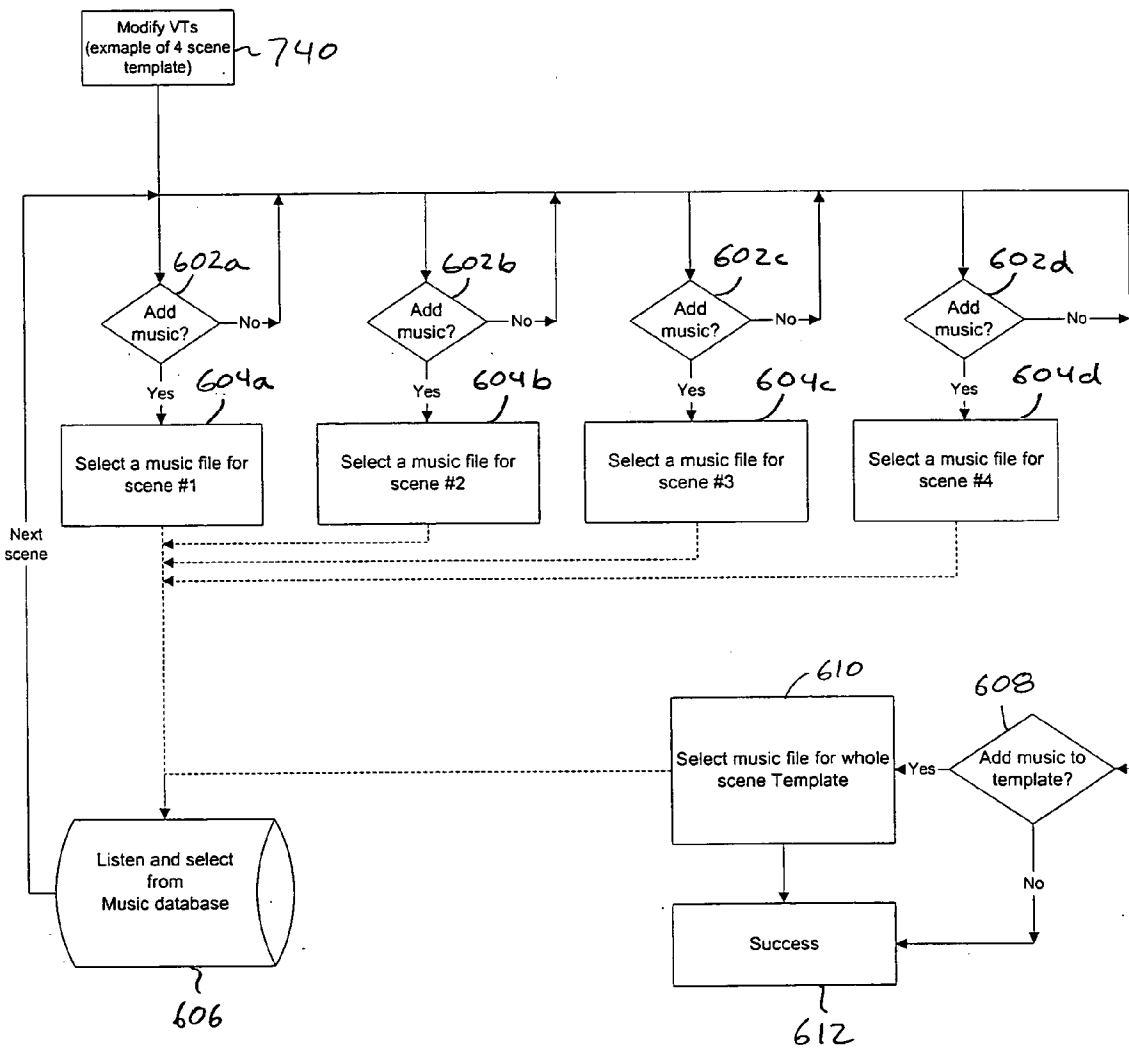 Modify VTs
(exmaple of 4 scene
template)
740
602a
602b
602c
602d
Add
music?
No
Add
music?
No
Add
music?
No
Add
music?
No
Yes
604a
Yes
604b
Yes
604c
Yes
604d
Select a music file for
scene #1
Select a music file for
scene #2
Select a music file for
scene #3
Select a music file for
scene #4
Next
scene
610
608
Select music file for whole
scene Template
Yes
Add music to
template?
No
Listen and select
from
Music database
Success
606
612